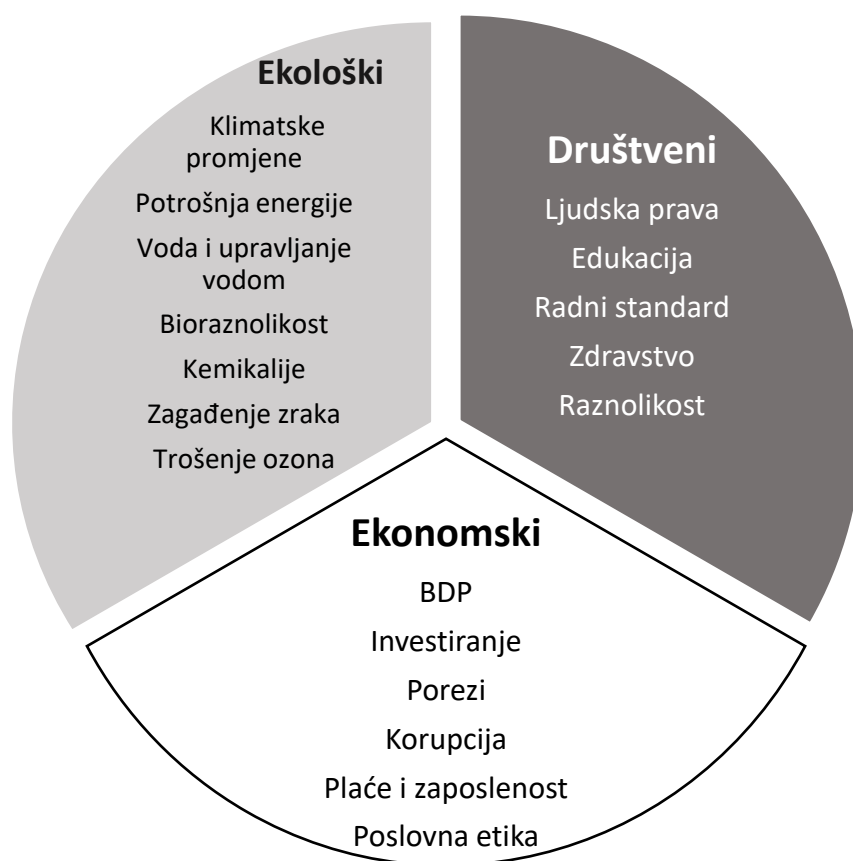 Ekološki
Klimatske
promjene
Potrošnja energije
Voda i upravljanje
vodom
Bioraznolikost
Kemikalije
Zagađenje zraka
Trošenje ozona
Društveni
Ljudska prava
Edukacija
Radni standard
Zdravstvo
Raznolikost
Ekonomski
BDP
Investiranje
Porezi
Korupcija
Plaće i zaposlenost
Poslovna etika